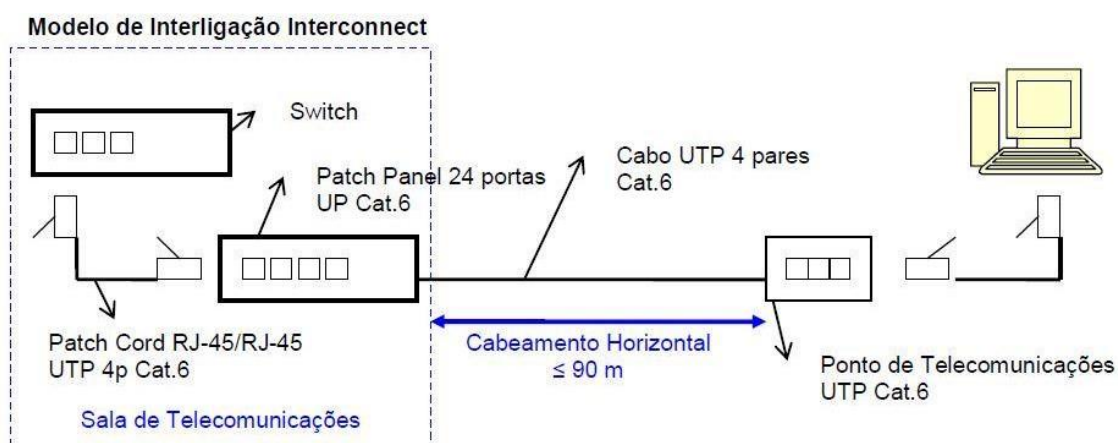 Modelo de Interligação Interconnect
Switch
Patch Panel 24 portas
UP Cat.6
Cabo UTP 4 pares
Cat.6
Patch Cord RJ-45/RJ-45
UTP 4p Cat.6
Cabeamento Horizontal
≤ 90 m
Ponto de Telecomunicações
UTP Cat.6
Sala de Telecomunicações